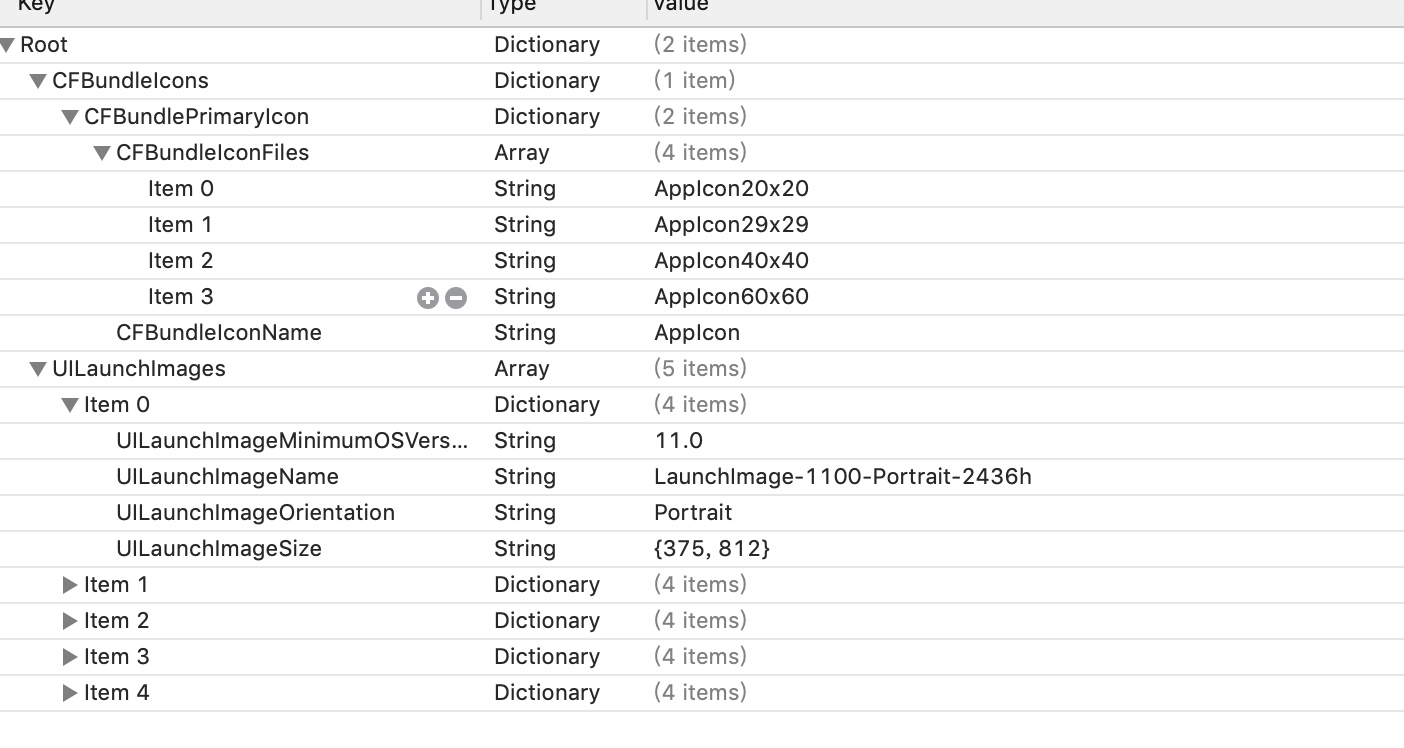 Key Type Value
Root Dictionary (2 items)
CFBundleIcons Dictionary (1 item)
CFBundlePrimaryIcon Dictionary (2 items)
CFBundleIconFiles Array (4 items)
Item 0 String AppIcon20x20
Item 1 String AppIcon29x29
Item 2 String AppIcon40x40
Item 3 String AppIcon60x60
CFBundleIconName String AppIcon
UILaunchImages Array (5 items)
Item 0 Dictionary (4 items)
UILaunchImageMinimumOSVers... String 11.0
UILaunchImageName String LaunchImage-1100-Portrait-2436h
UILaunchImageOrientation String Portrait
UILaunchImageSize String {375, 812}
Item 1 Dictionary (4 items)
Item 2 Dictionary (4 items)
Item 3 Dictionary (4 items)
Item 4 Dictionary (4 items)